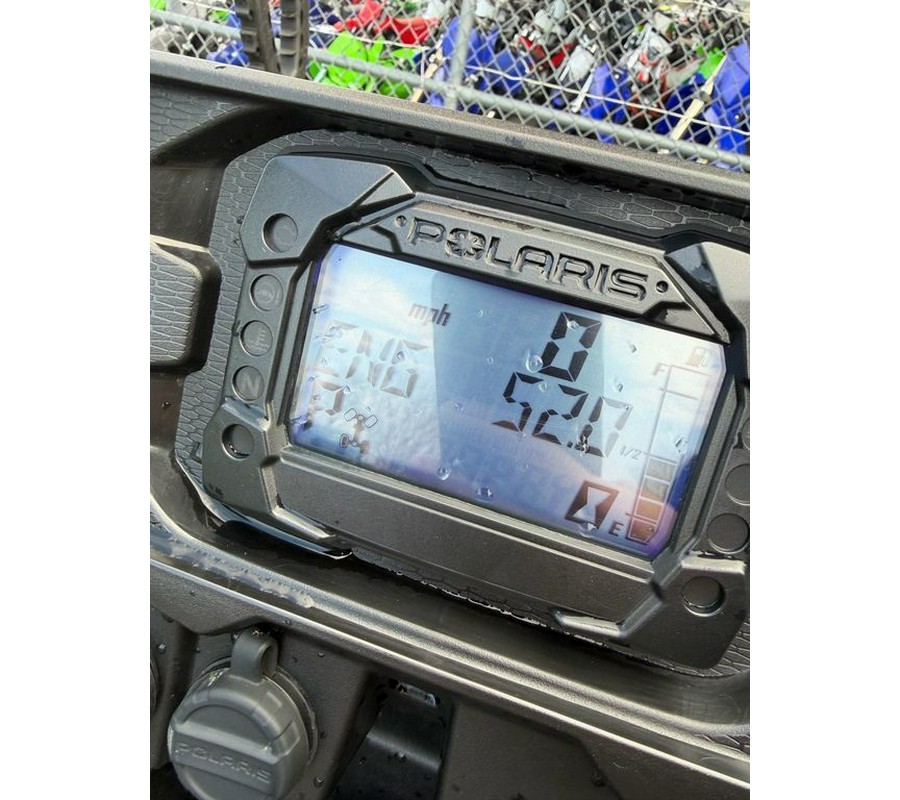 POLARIS
mph 0
ENG 52.0
P
F
1/2
E
N
POLARIS